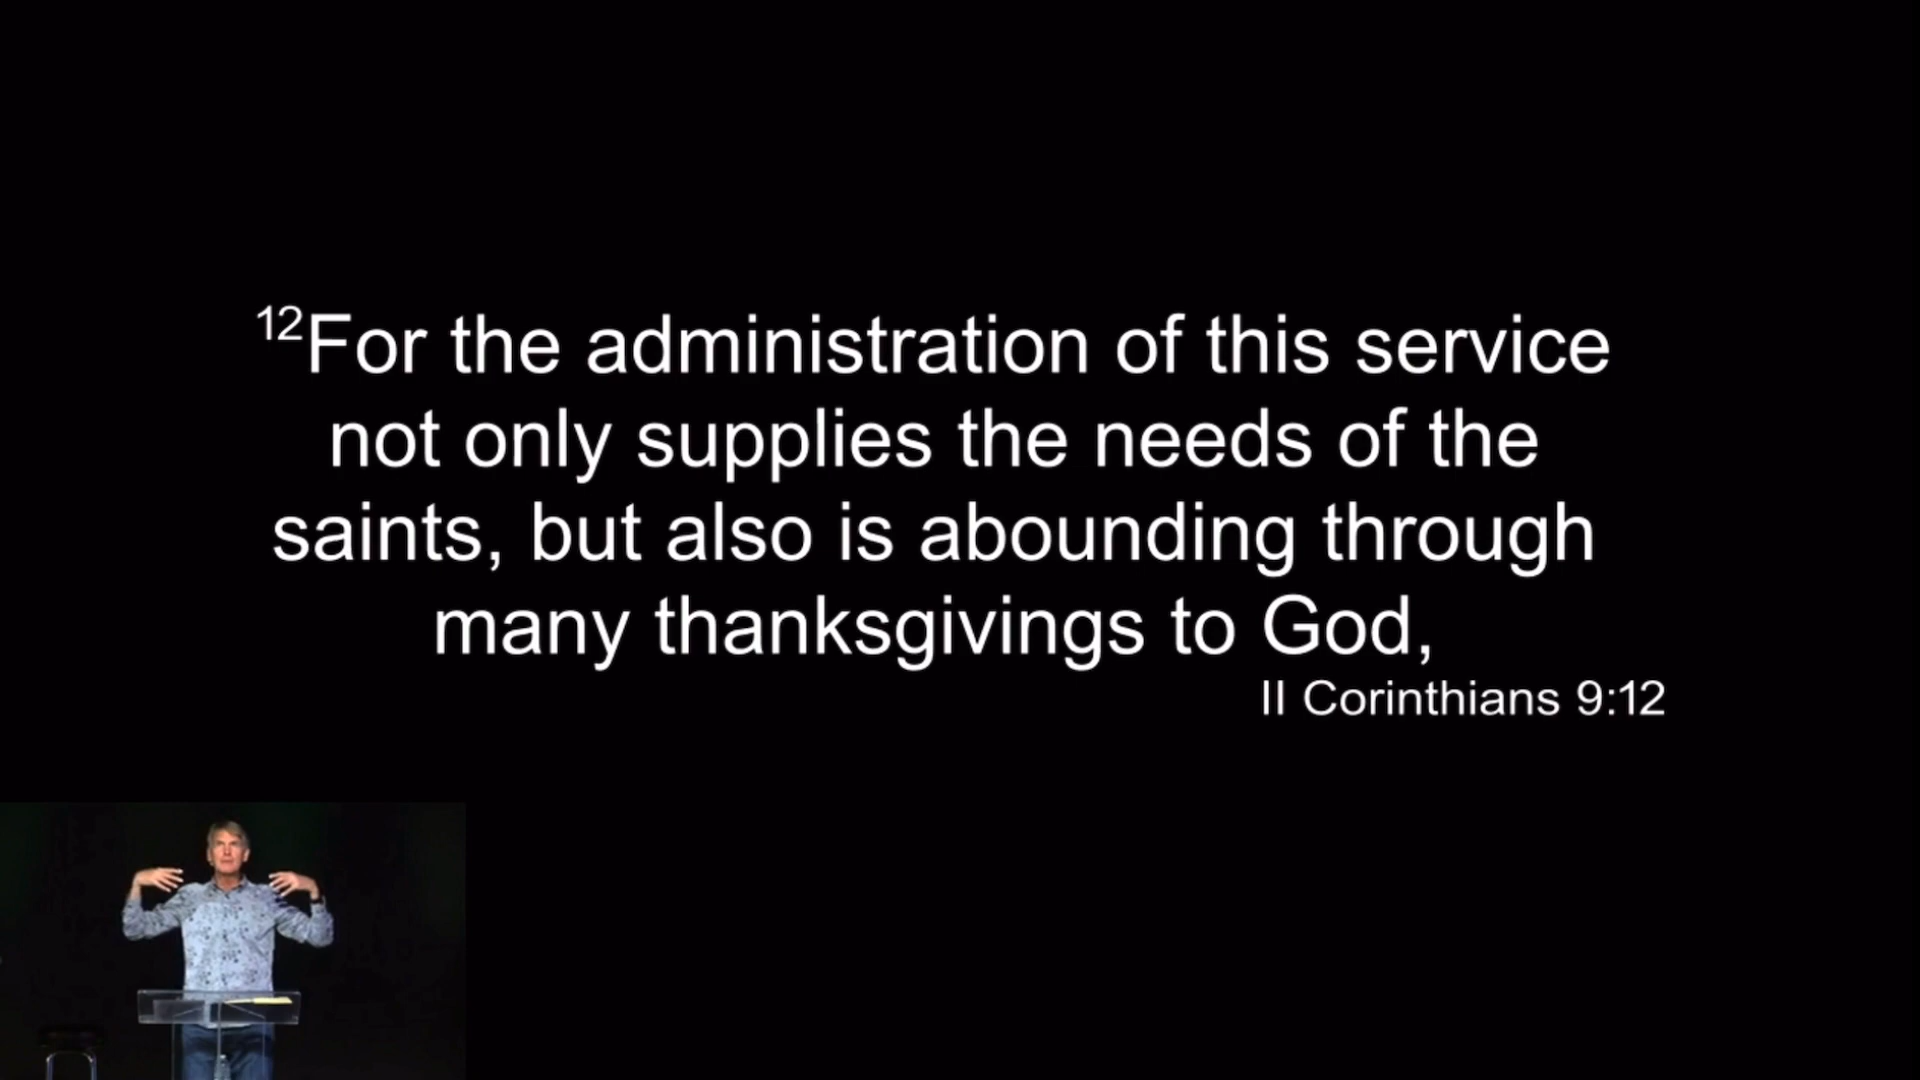 12For the administration of this service
not only supplies the needs of the
saints, but also is abounding through
many thanksgivings to God,
II Corinthians 9:12